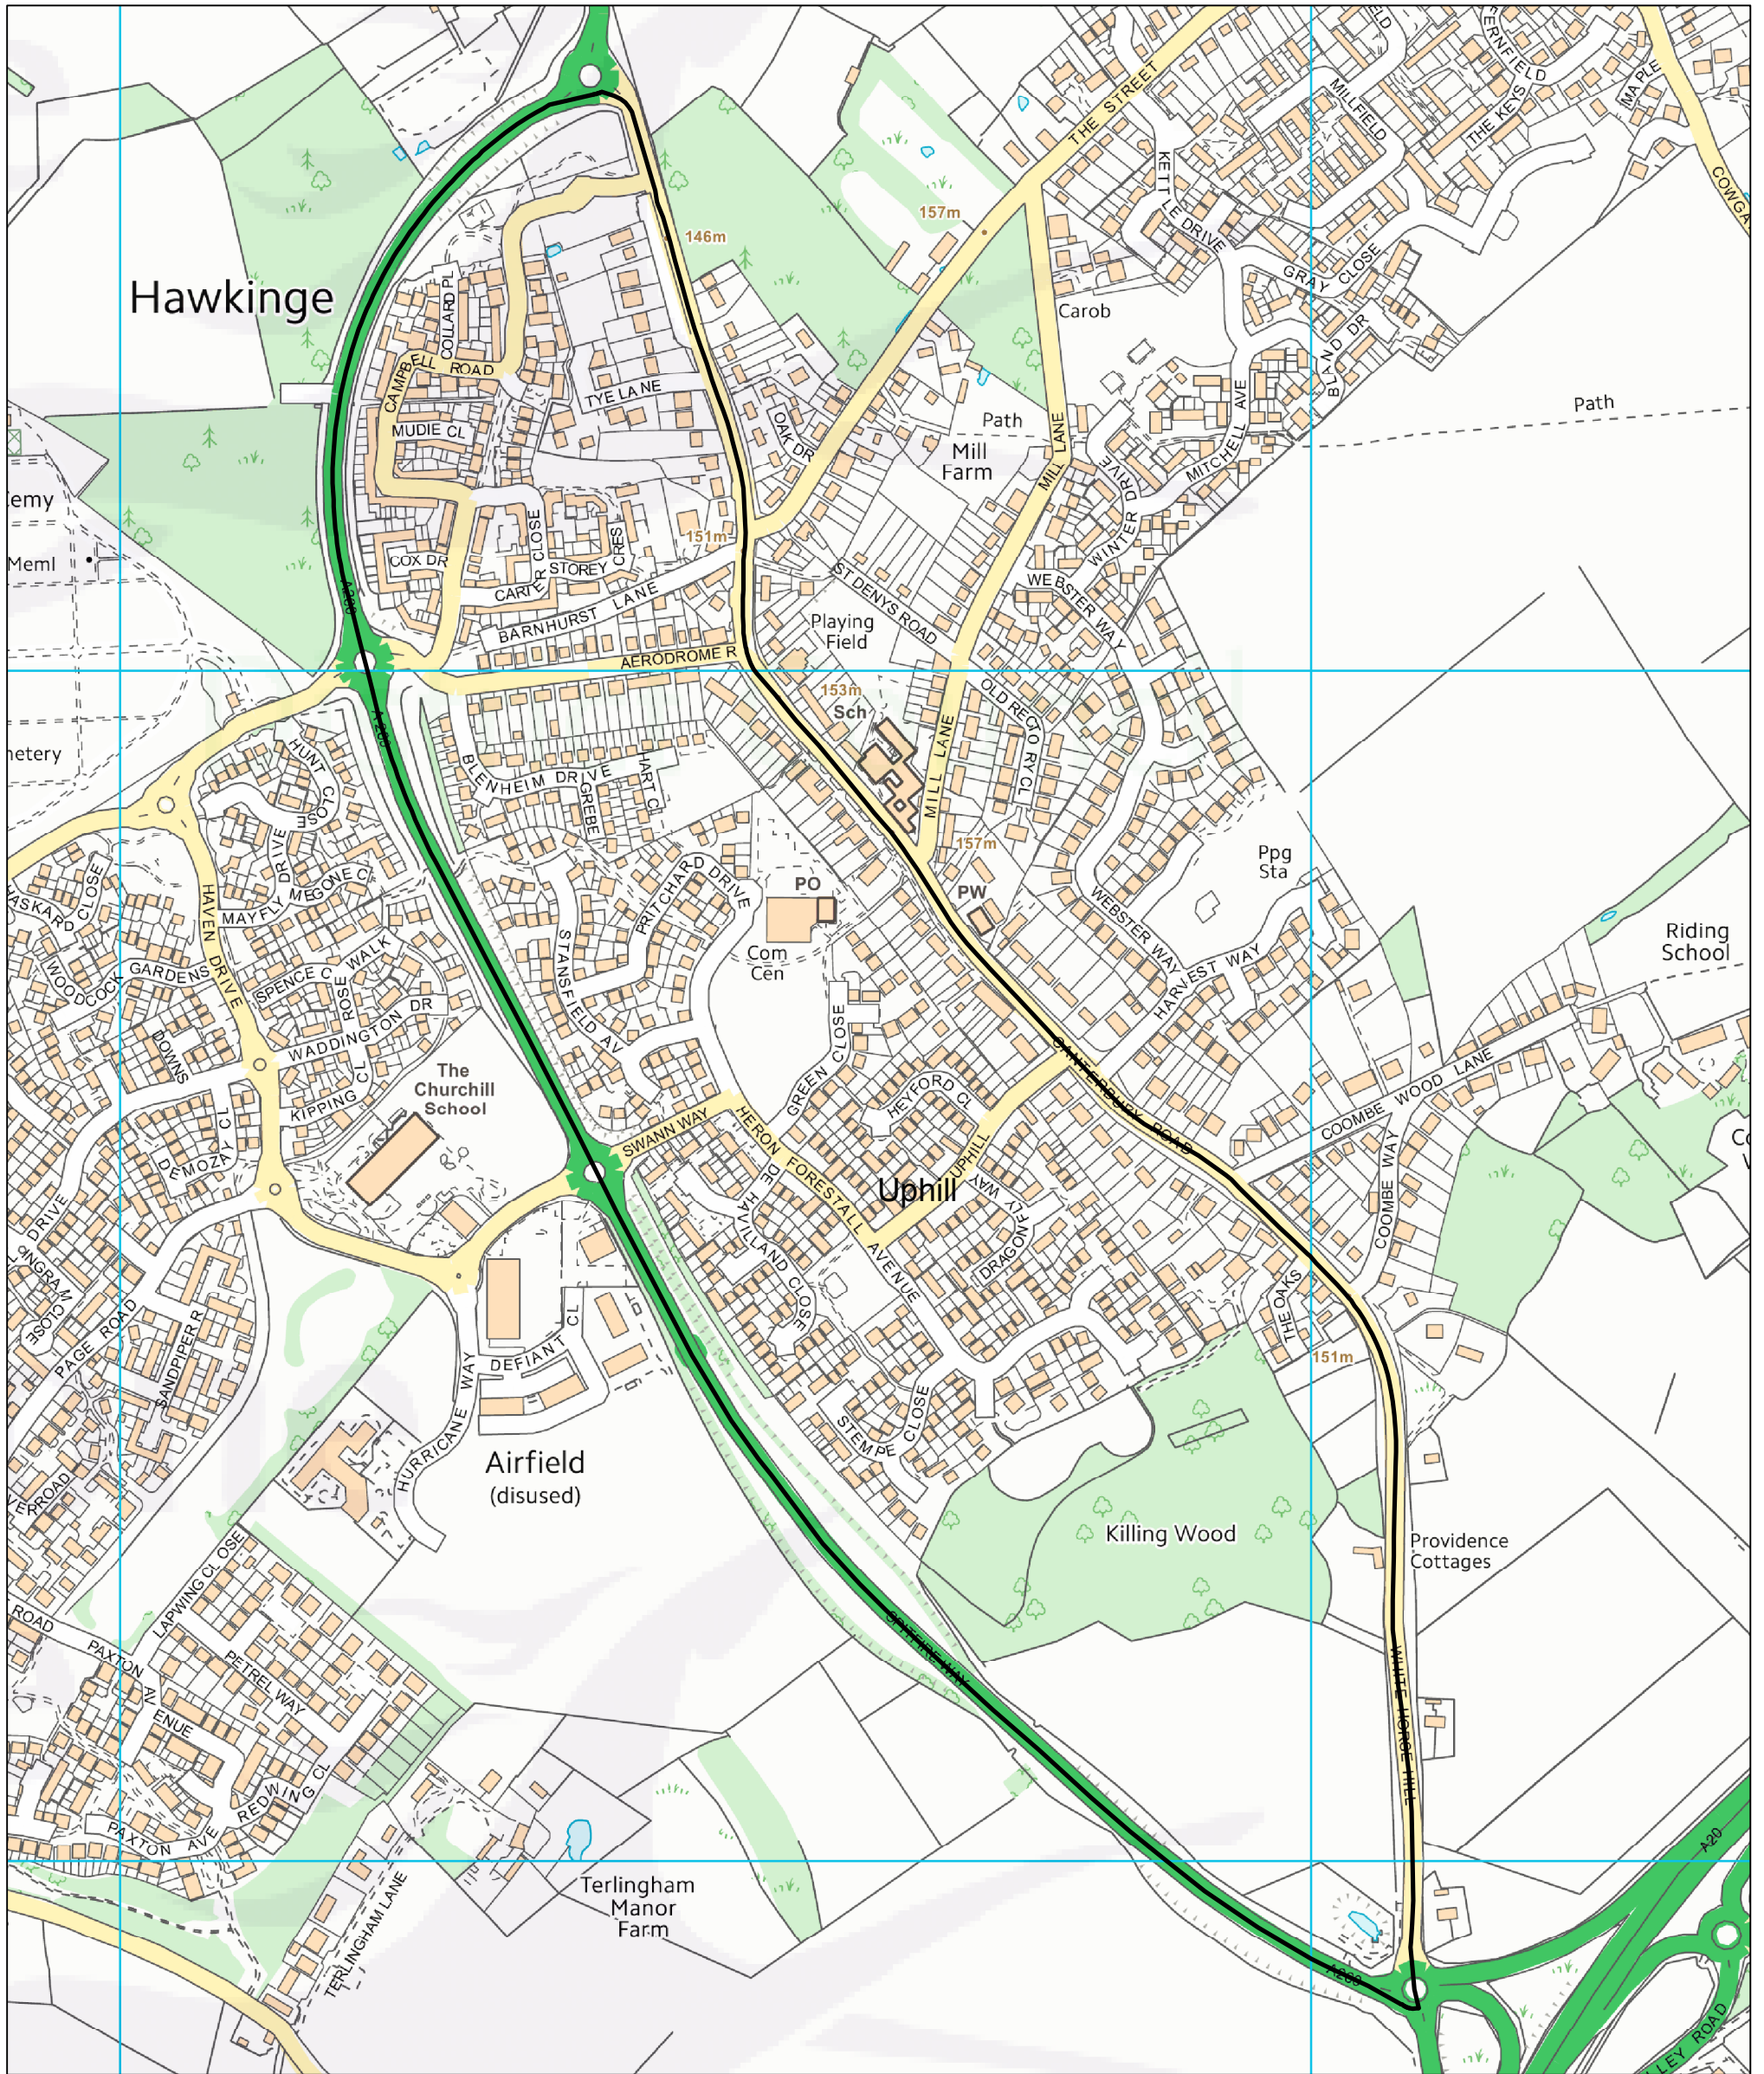 THE STREET
MILLFIELD
THE KEYS
MAPLE
KETTLE DRIVE
157m
146m
GRAY CLOSE
Hawkinge
COLLARD PL
Carob
BLAND DR
CAMPBELL ROAD
TYE LANE
MITCHELL AVE
Path
MUDIE CL
OAK DR
Path
Mill
Farm
MILL LANE
WINTER DRIVE
151m
Meml
COX DR
CARTER CLOSE
STOREY CRES
WEBSTER WAY
ST DENYS ROAD
BARNHURST LANE
Playing
Field
AERODROME R
153m
Sch
OLD RECTORY CL
MILL LANE
HUNT CLOSE
BLENHEIM DRIVE
HART C
GREBE
157m
Ppg
Sta
MAYFLY DRIVE
MEGONE C
PRITCHARD DRIVE
PO
PW
HAVEN DRIVE
WEBSTER WAY
Riding
School
WOODCOCK GARDENS
SPENCE C
ROSE WALK
Com
Cen
HARVEST WAY
STANSFIELD AV
WADDINGTON DR
DOWNS
The
Churchill
School
GREEN CLOSE
CANTERBURY ROAD
COOMBE WOOD LANE
KIPPING CL
HEYFORD CL
SWANN WAY
DEMOZAY CL
HERON FORESTALL AVENUE
UPHILL
Uphill
DE HAVILLAND CLOSE
DRAGONFLY WAY
COOMBE WAY
THE OAKS
151m
PAGE ROAD
SANDPIPER R
DEFIANT CL
HURRICANE WAY
STEMPE CLOSE
Airfield
(disused)
Killing Wood
Providence
Cottages
LAPWING CLOSE
ROAD
SPITFIRE WAY
PAXTON AVENUE
PETREL WAY
WHITE HORSE HILL
REDWING CL
PAXTON AVE
A20
Terlingham
Manor
Farm
TERLINGHAM LANE
A260